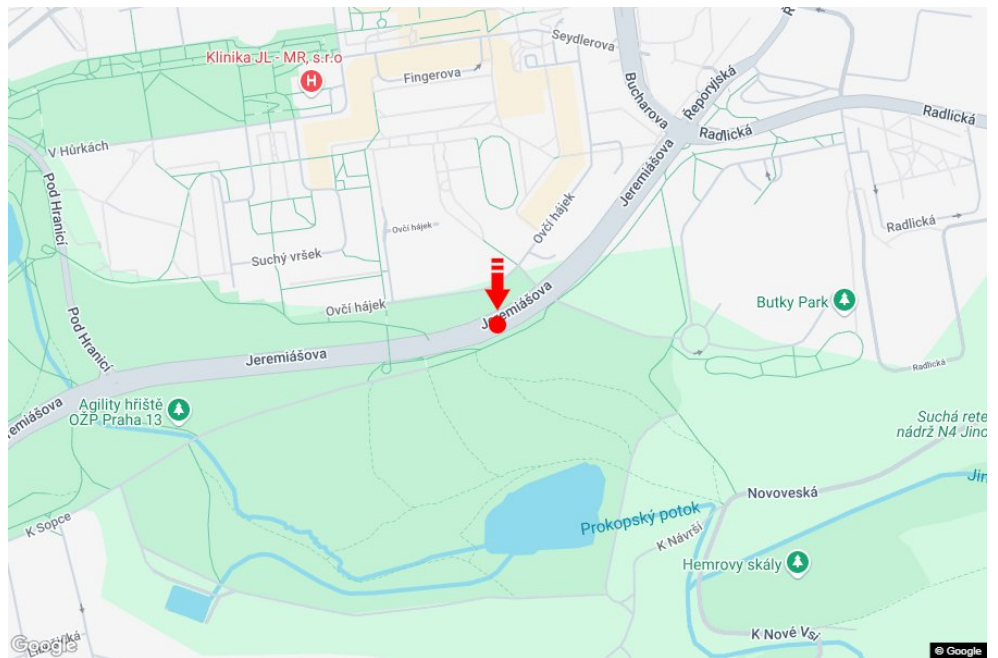 Seydlerova
Klinika JL - MR, s.r.o
H
Fingerova
Bucharova
Řeporyjská
Radlická
Radlická
V Hůrkách
Pod Hranicí
Jeremiášova
Ovčí hájek
Ovčí hájek
Radlická
Suchý vršek
Butky Park
Ovčí hájek
Jeremiášova
Pod Hranicí
Jeremiášova
Radlická
Agility hřiště
OŽP Praha 13
Suchá rete
nádrž N4 Jino
Novoveská
Prokopský potok
K Sopce
K Návrší
Hemrovy skály
K Nové Vsi
Google
© Google